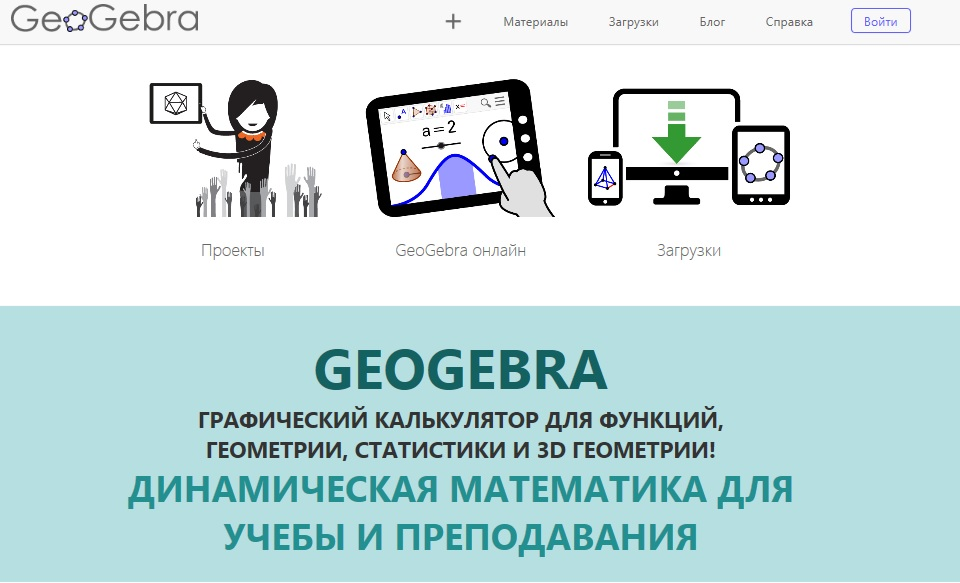 GeoGebra
+ Материалы Загрузки Блог Справка Войти
a = 2
Проекты GeoGebra онлайн Загрузки
GEOGEBRA
ГРАФИЧЕСКИЙ КАЛЬКУЛЯТОР ДЛЯ ФУНКЦИЙ,
ГЕОМЕТРИИ, СТАТИСТИКИ И 3D ГЕОМЕТРИИ!
ДИНАМИЧЕСКАЯ МАТЕМАТИКА ДЛЯ
УЧЕБЫ И ПРЕПОДАВАНИЯ